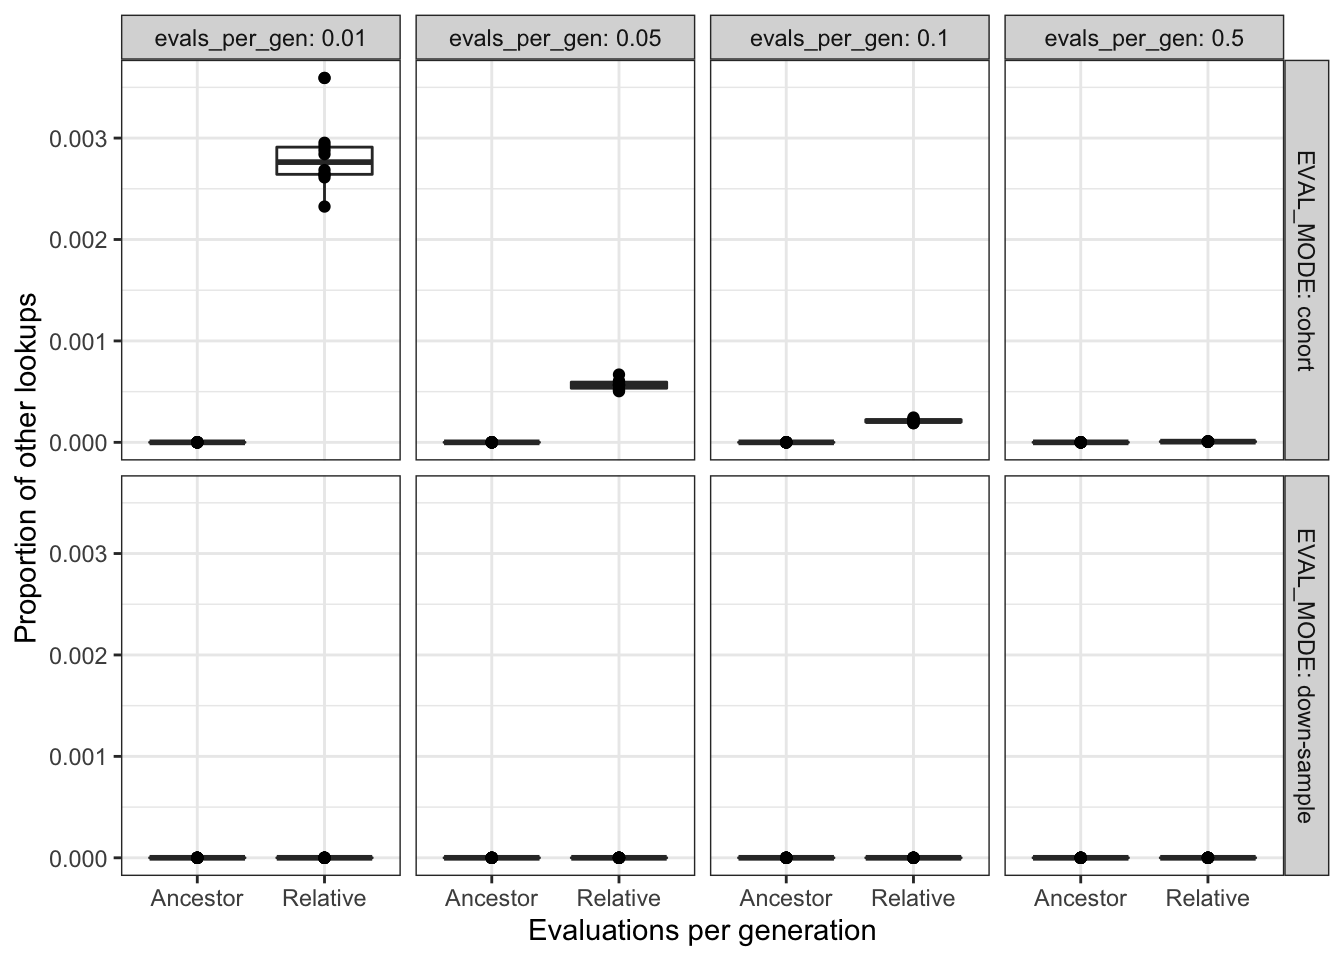 evals_per_gen: 0.01
evals_per_gen: 0.05
evals_per_gen: 0.1
evals_per_gen: 0.5
Proportion of other lookups
0.003
0.002
0.001
0.000
EVAL_MODE: cohort
0.003
0.002
0.001
0.000
EVAL_MODE: down-sample
Ancestor Relative
Ancestor Relative
Ancestor Relative
Ancestor Relative
Evaluations per generation